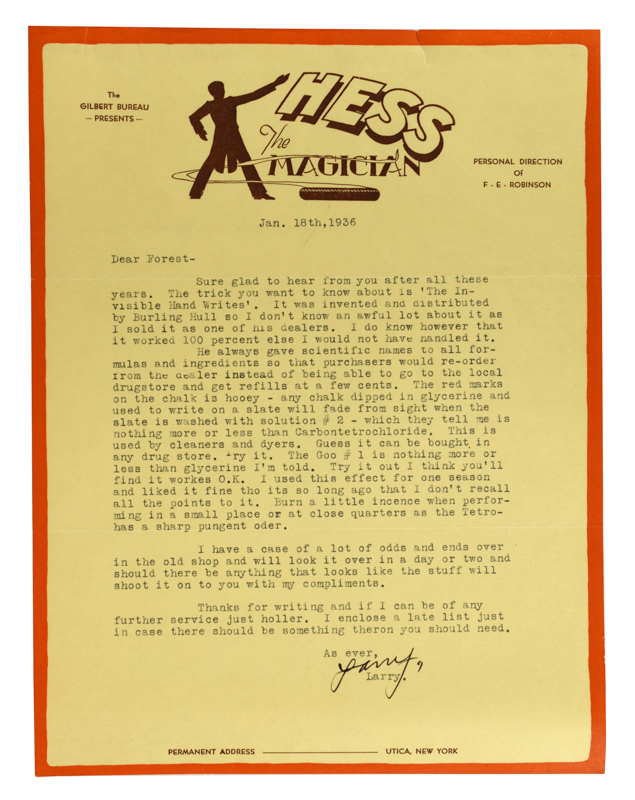 The
GILBERT BUREAU
— PRESENTS —
HESS
The
MAGICIAN
PERSONAL DIRECTION
OF
F · E · ROBINSON
Jan. 18th,1936
Dear Forest-
Sure glad to hear from you after all these
years. The trick you want to know about is 'The In-
visible Hand Writes'. It was invented and distributed
by Burling Hull so I don't know an awful lot about it as
I sold it as one of his dealers. I do know however that
it worked 100 percent else I would not have handled it.
He always gave scientific names to all for-
mulas and ingredients so that purchasers would re-order
from the dealer instead of being able to go to the local
drugstore and get refills at a few cents. The red marks
on the chalk is hooey - any chalk dipped in glycerine and
used to write on a slate will fade from sight when the
slate is washed with solution # 2 - which they tell me is
nothing more or less than Carbontetrochloride. This is
used by cleaners and dyers. Guess it can be bought in
any drug store. Try it. The Goo # 1 is nothing more or
less than glycerine I'm told. Try it out I think you'll
find it workes O.K. I used this effect for one season
and liked it fine tho its so long ago that I don't recall
all the points to it. Burn a little incence when perfor-
ming in a small place or at close quarters as the Tetro-
has a sharp pungent oder.
I have a case of a lot of odds and ends over
in the old shop and will look it over in a day or two and
should there be anything that looks like the stuff will
shoot it on to you with my compliments.
Thanks for writing and if I can be of any
further service just holler. I enclose a late list just
in case there should be something theron you should need.
As ever,
Larry,
Larry.
PERMANENT ADDRESS ——— UTICA, NEW YORK